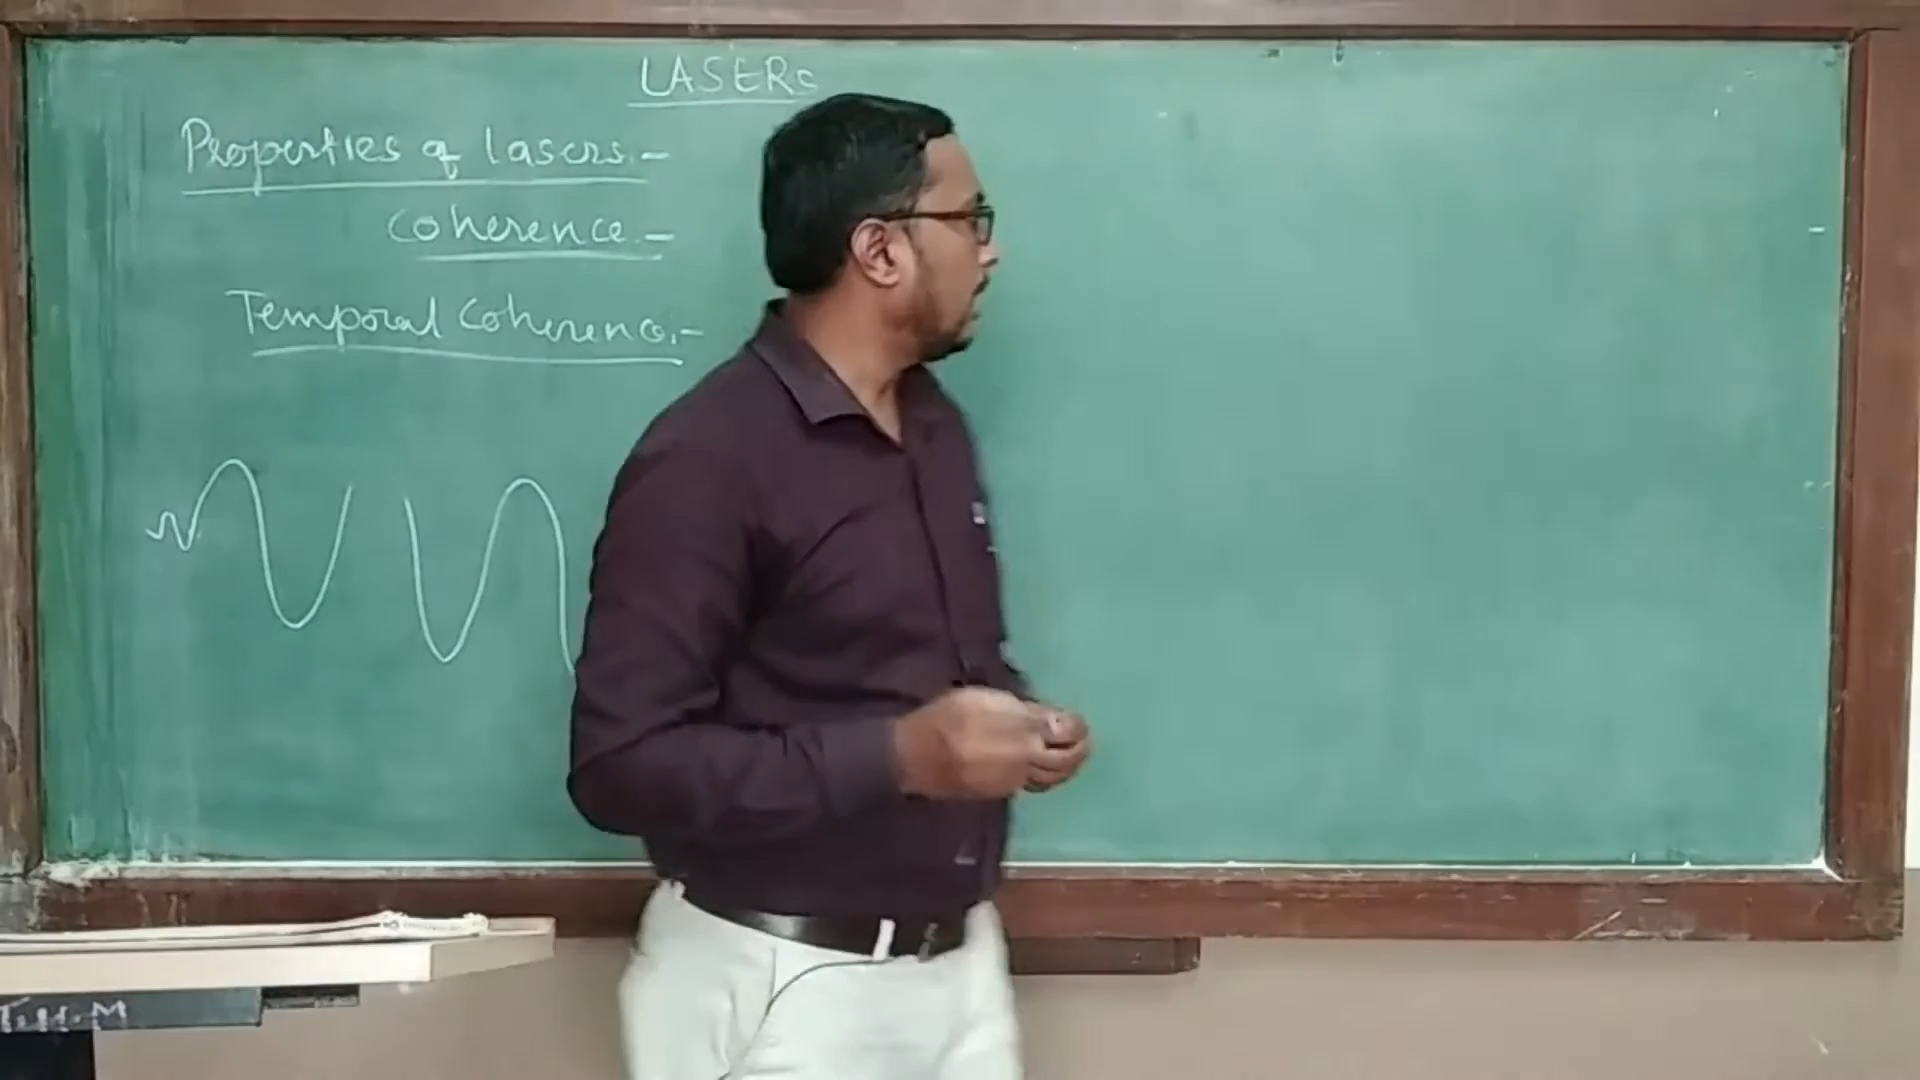 LASERs
Properties of lasers.-
Coherence.-
Temporal Coherence.-
T.H.M